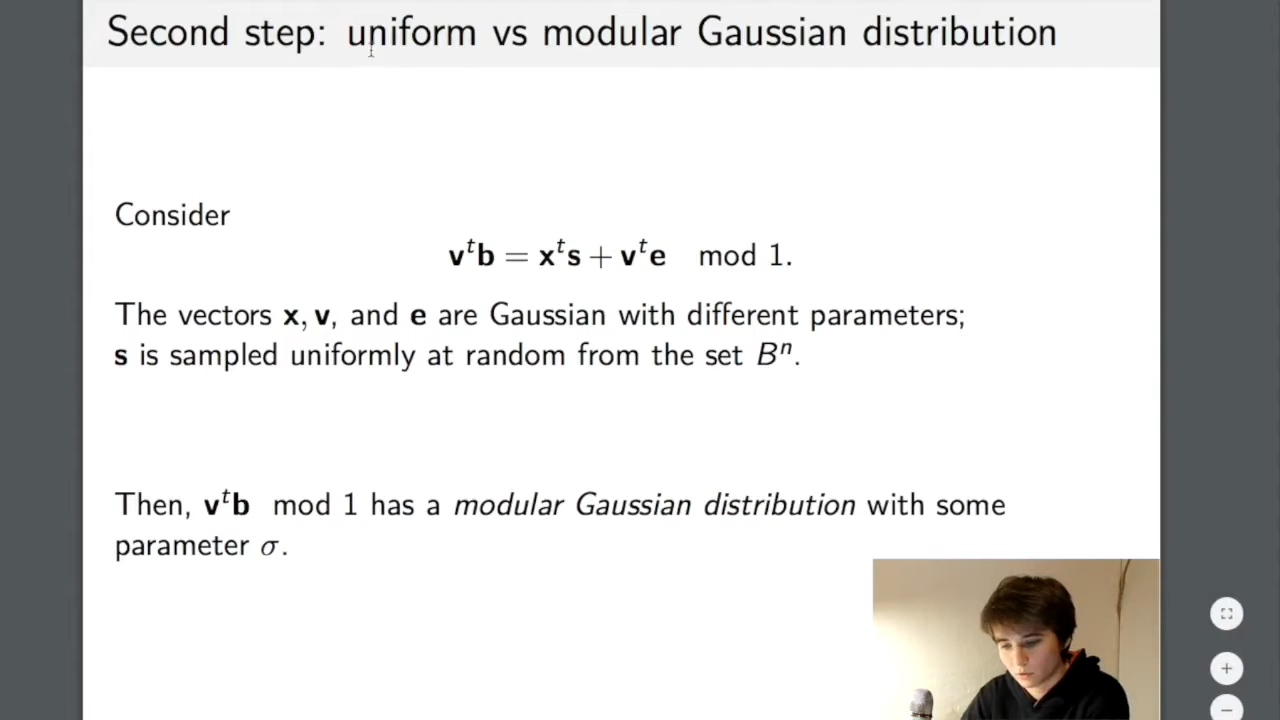 Second step: uniform vs modular Gaussian distribution
Consider
𝐯ᵗ𝐛 = 𝐱ᵗ𝐬 + 𝐯ᵗ𝐞 mod 1.
The vectors 𝐱, 𝐯, and 𝐞 are Gaussian with different parameters;
𝐬 is sampled uniformly at random from the set Bⁿ.
Then, 𝐯ᵗ𝐛 mod 1 has a modular Gaussian distribution with some
parameter σ.